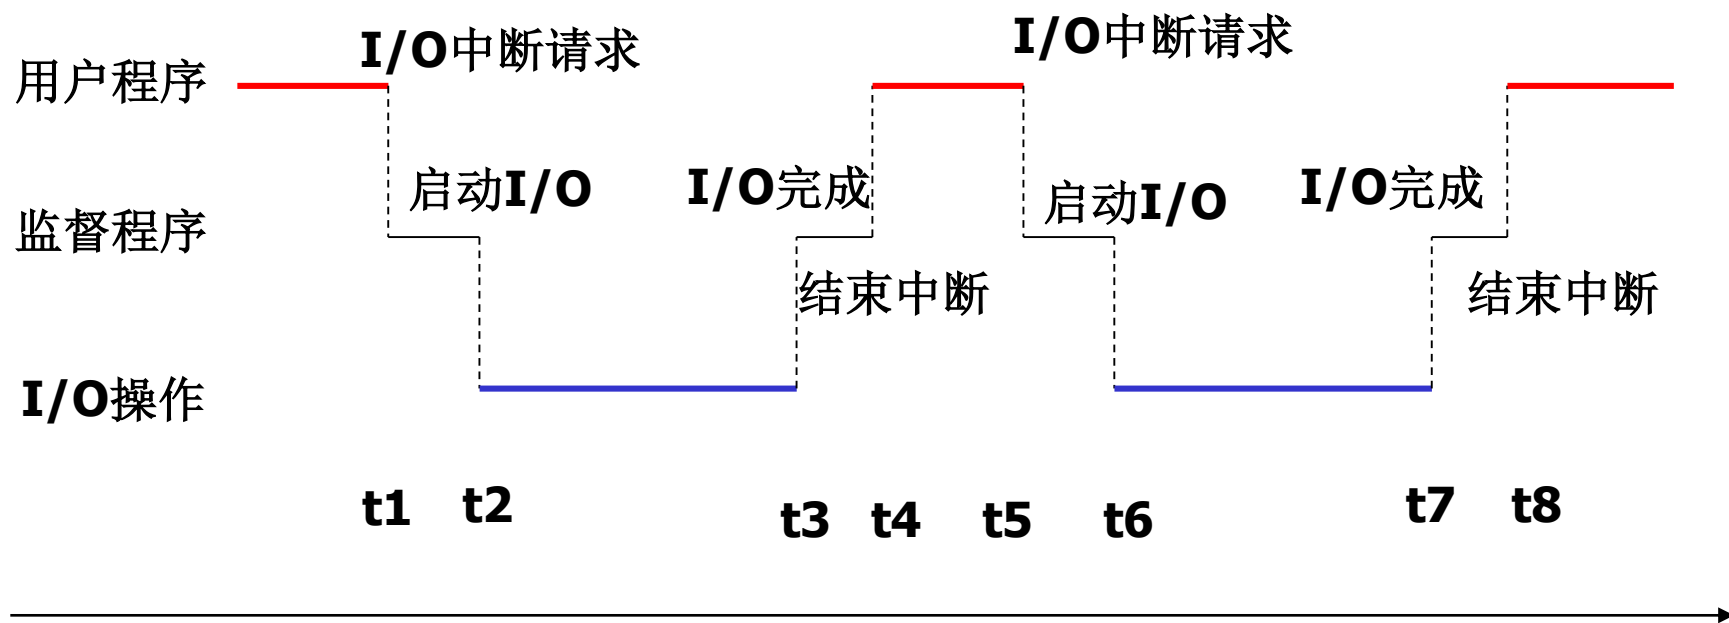 I/O中断请求
I/O中断请求
用户程序
启动I/O
I/O完成
启动I/O
I/O完成
监督程序
结束中断
结束中断
I/O操作
t1
t2
t3
t4
t5
t6
t7
t8